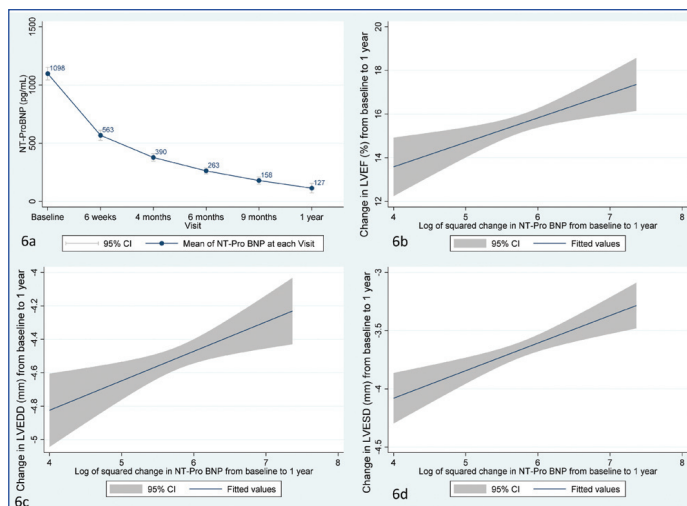 NT-ProBNP (pg/mL)
1500
1000
500
0
1098
563
390
263
158
127
Baseline 6 weeks 4 months 6 months 9 months 1 year
Visit
6a
95% CI Mean of NT-Pro BNP at each Visit
Change in LVEF (%) from baseline to 1 year
20
18
16
14
12
4 5 6 7 8
Log of squared change in NT Pro BNP from baseline to 1 year
6b
95% CI Fitted values
Change in LVEDD (mm) from baseline to 1 year
-4
-4.2
-4.4
-4.6
-4.8
-5
4 5 6 7 8
Log of squared change in NT-Pro BNP from baseline to 1 year
95% CI Fitted values
6c
Change in LVESD (mm) from baseline to 1 year
-3
-3.5
-4
-4.5
4 5 6 7 8
Log of squared change in NT-Pro BNP from baseline to 1 year
95% CI Fitted values
6d